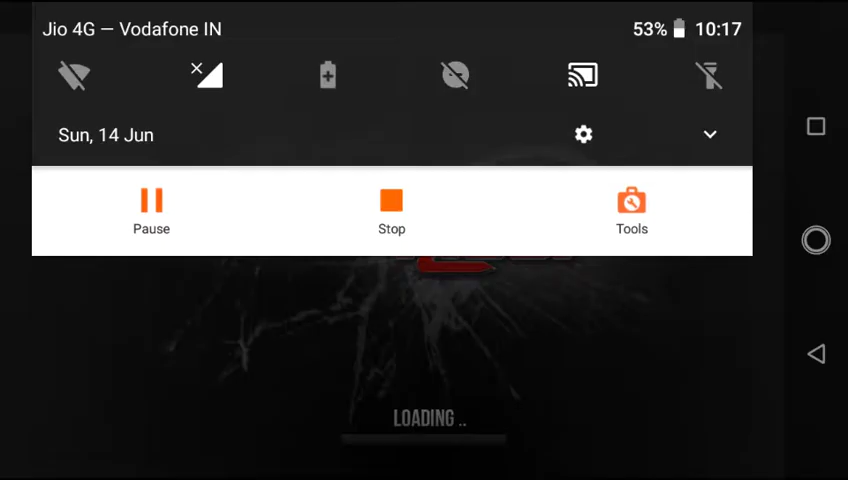 Jio 4G — Vodafone IN
53% 10:17
Sun, 14 Jun
Pause
Stop
Tools
LOADING ..